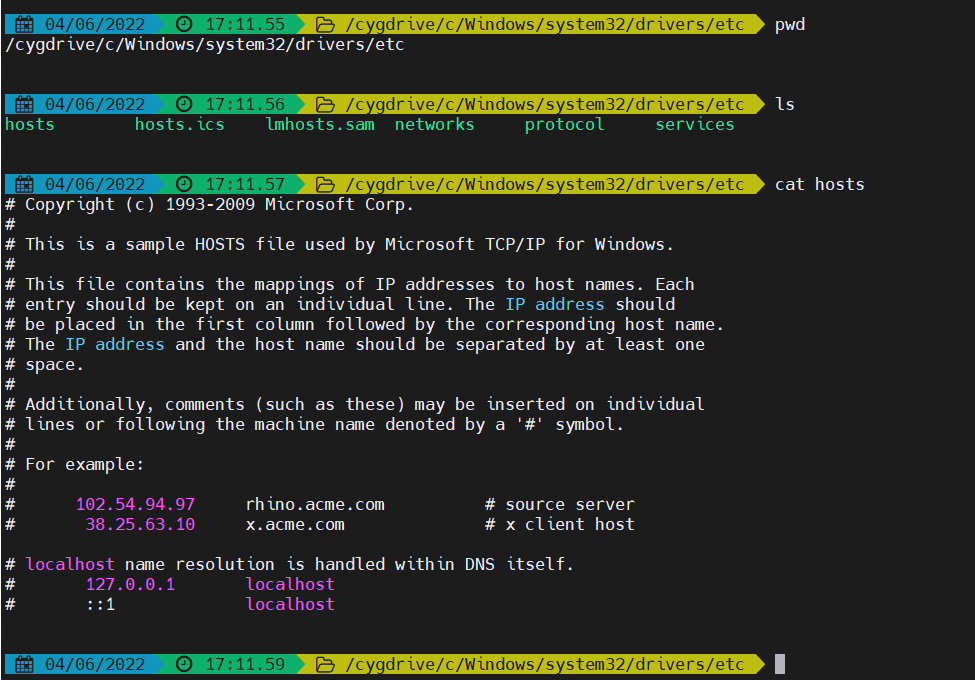 04/06/2022 17:11.55 /cygdrive/c/Windows/system32/drivers/etc pwd
/cygdrive/c/Windows/system32/drivers/etc
04/06/2022 17:11.56 /cygdrive/c/Windows/system32/drivers/etc ls
hosts hosts.ics lmhosts.sam networks protocol services
04/06/2022 17:11.57 /cygdrive/c/Windows/system32/drivers/etc cat hosts
# Copyright (c) 1993-2009 Microsoft Corp.
#
# This is a sample HOSTS file used by Microsoft TCP/IP for Windows.
#
# This file contains the mappings of IP addresses to host names. Each
# entry should be kept on an individual line. The IP address should
# be placed in the first column followed by the corresponding host name.
# The IP address and the host name should be separated by at least one
# space.
#
# Additionally, comments (such as these) may be inserted on individual
# lines or following the machine name denoted by a '#' symbol.
#
# For example:
#
#      102.54.94.97     rhino.acme.com          # source server
#       38.25.63.10     x.acme.com              # x client host
# localhost name resolution is handled within DNS itself.
#       127.0.0.1       localhost
#       ::1             localhost
04/06/2022 17:11.59 /cygdrive/c/Windows/system32/drivers/etc